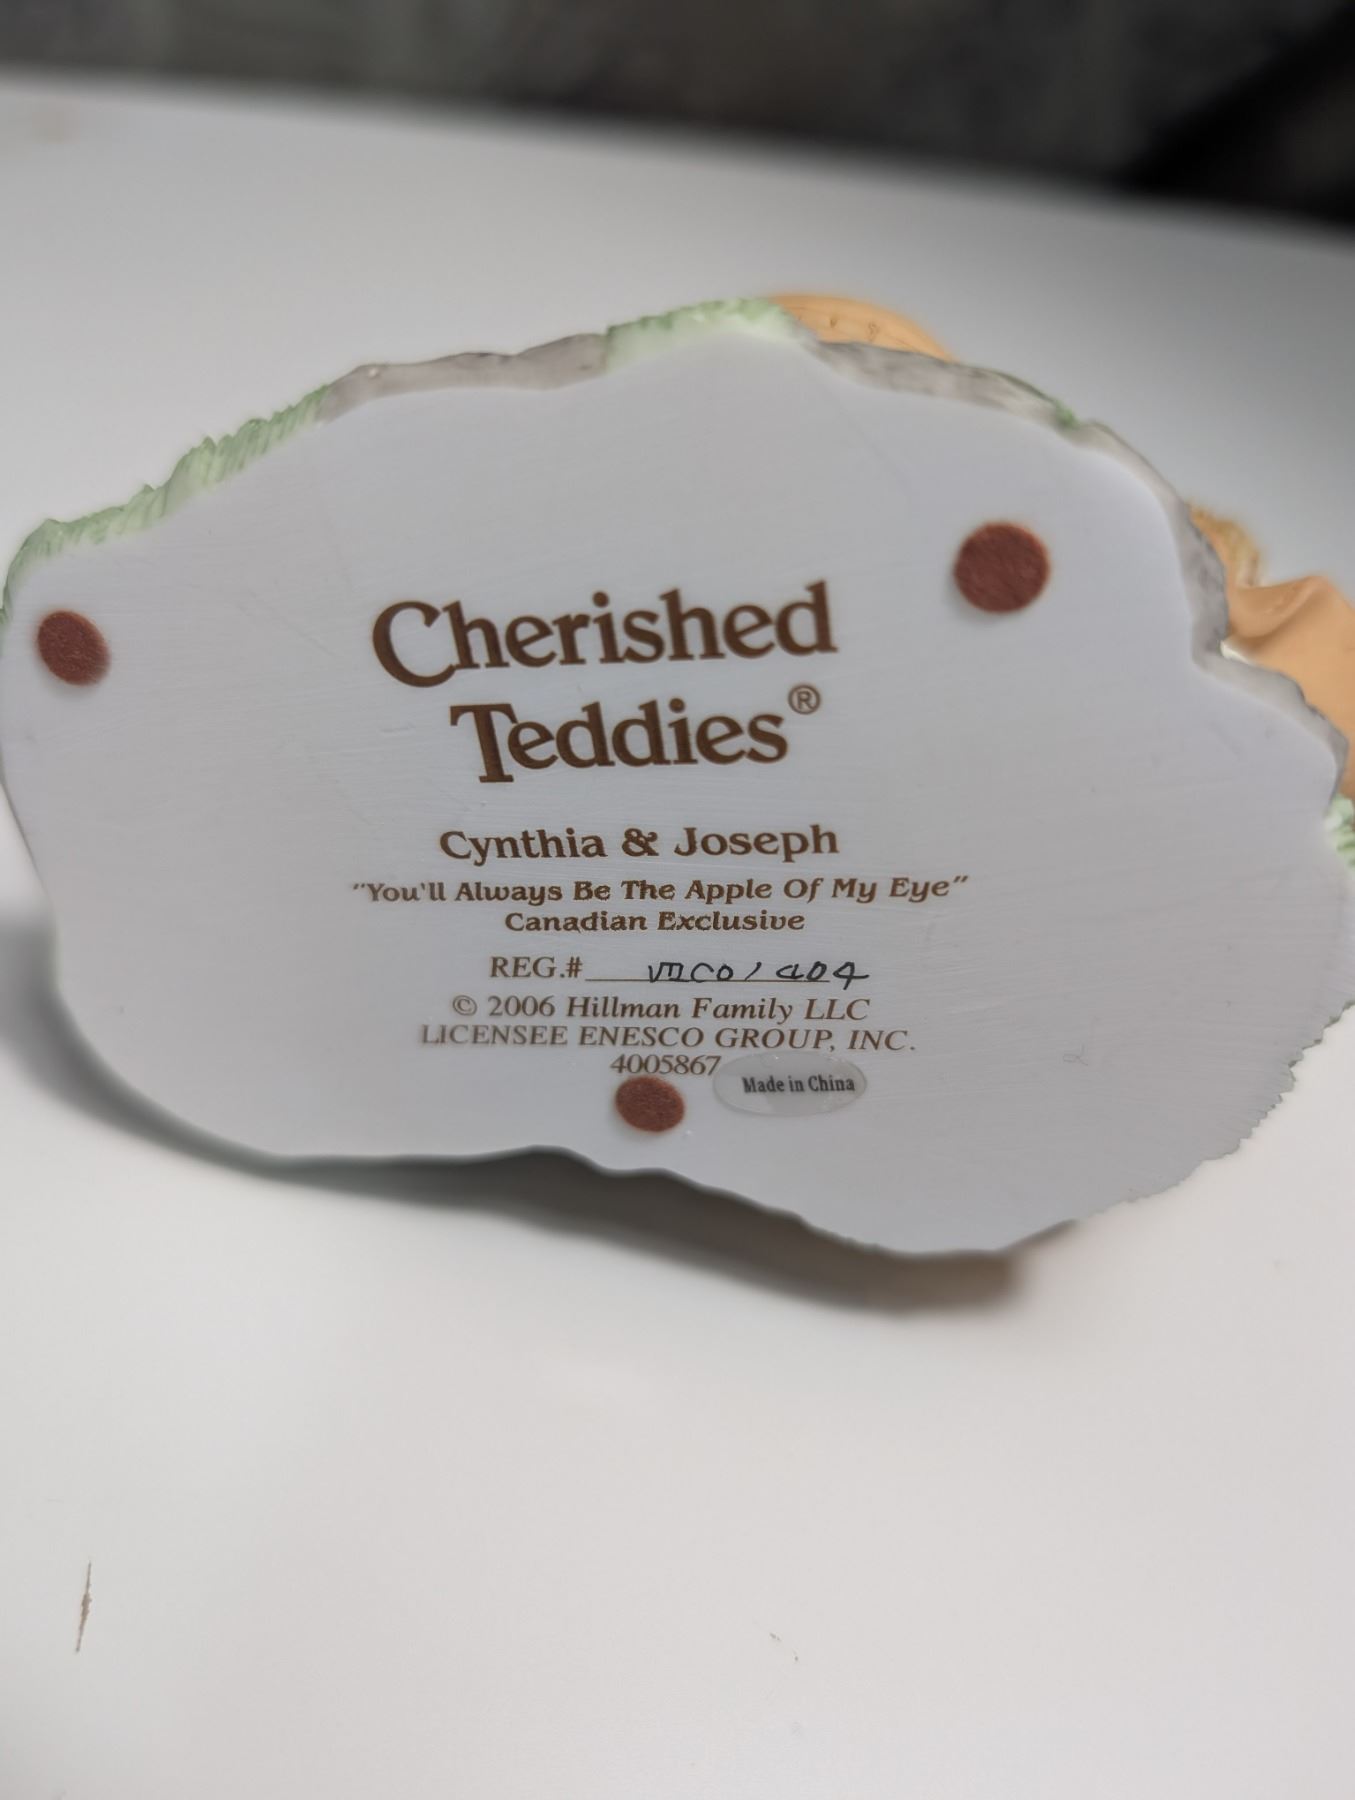 Cherished
Teddies®
Cynthia & Joseph
"You'll Always Be The Apple Of My Eye"
Canadian Exclusive
REG.#
© 2006 Hillman Family LLC
LICENSEE ENESCO GROUP, INC.
4005867
Made in China